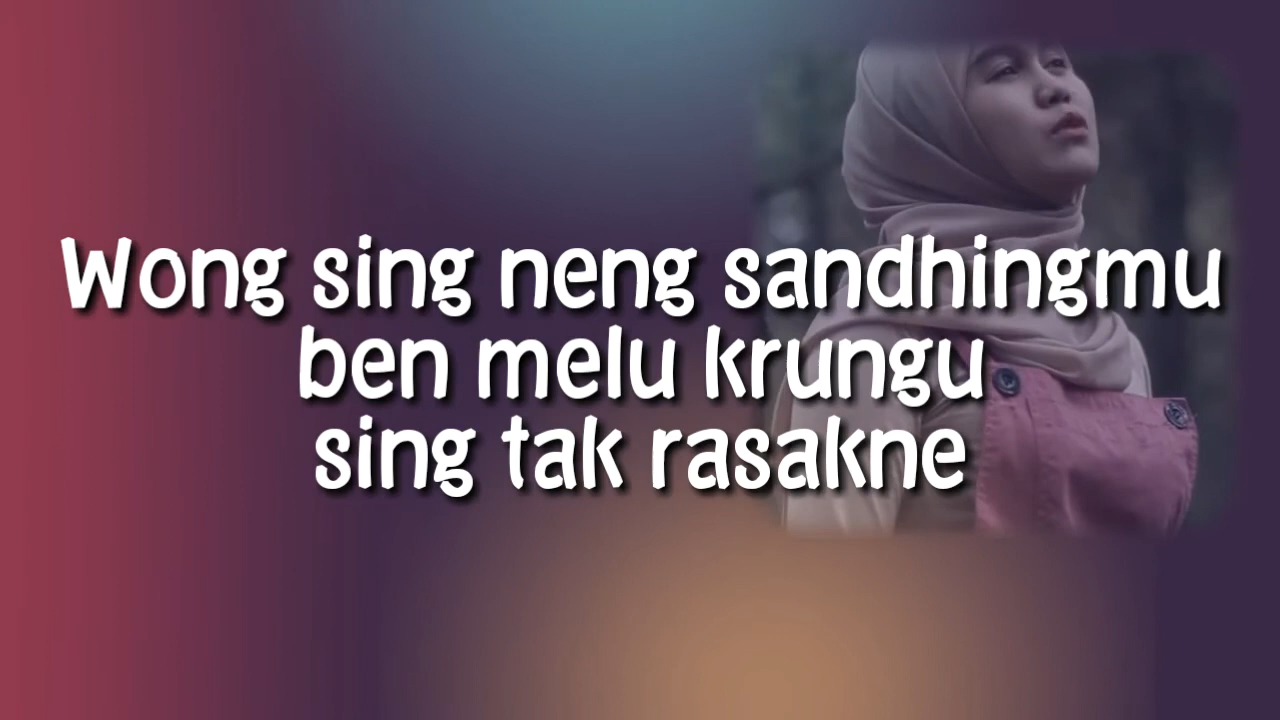 Wong sing neng sandhingmu
ben melu krungu
sing tak rasakne